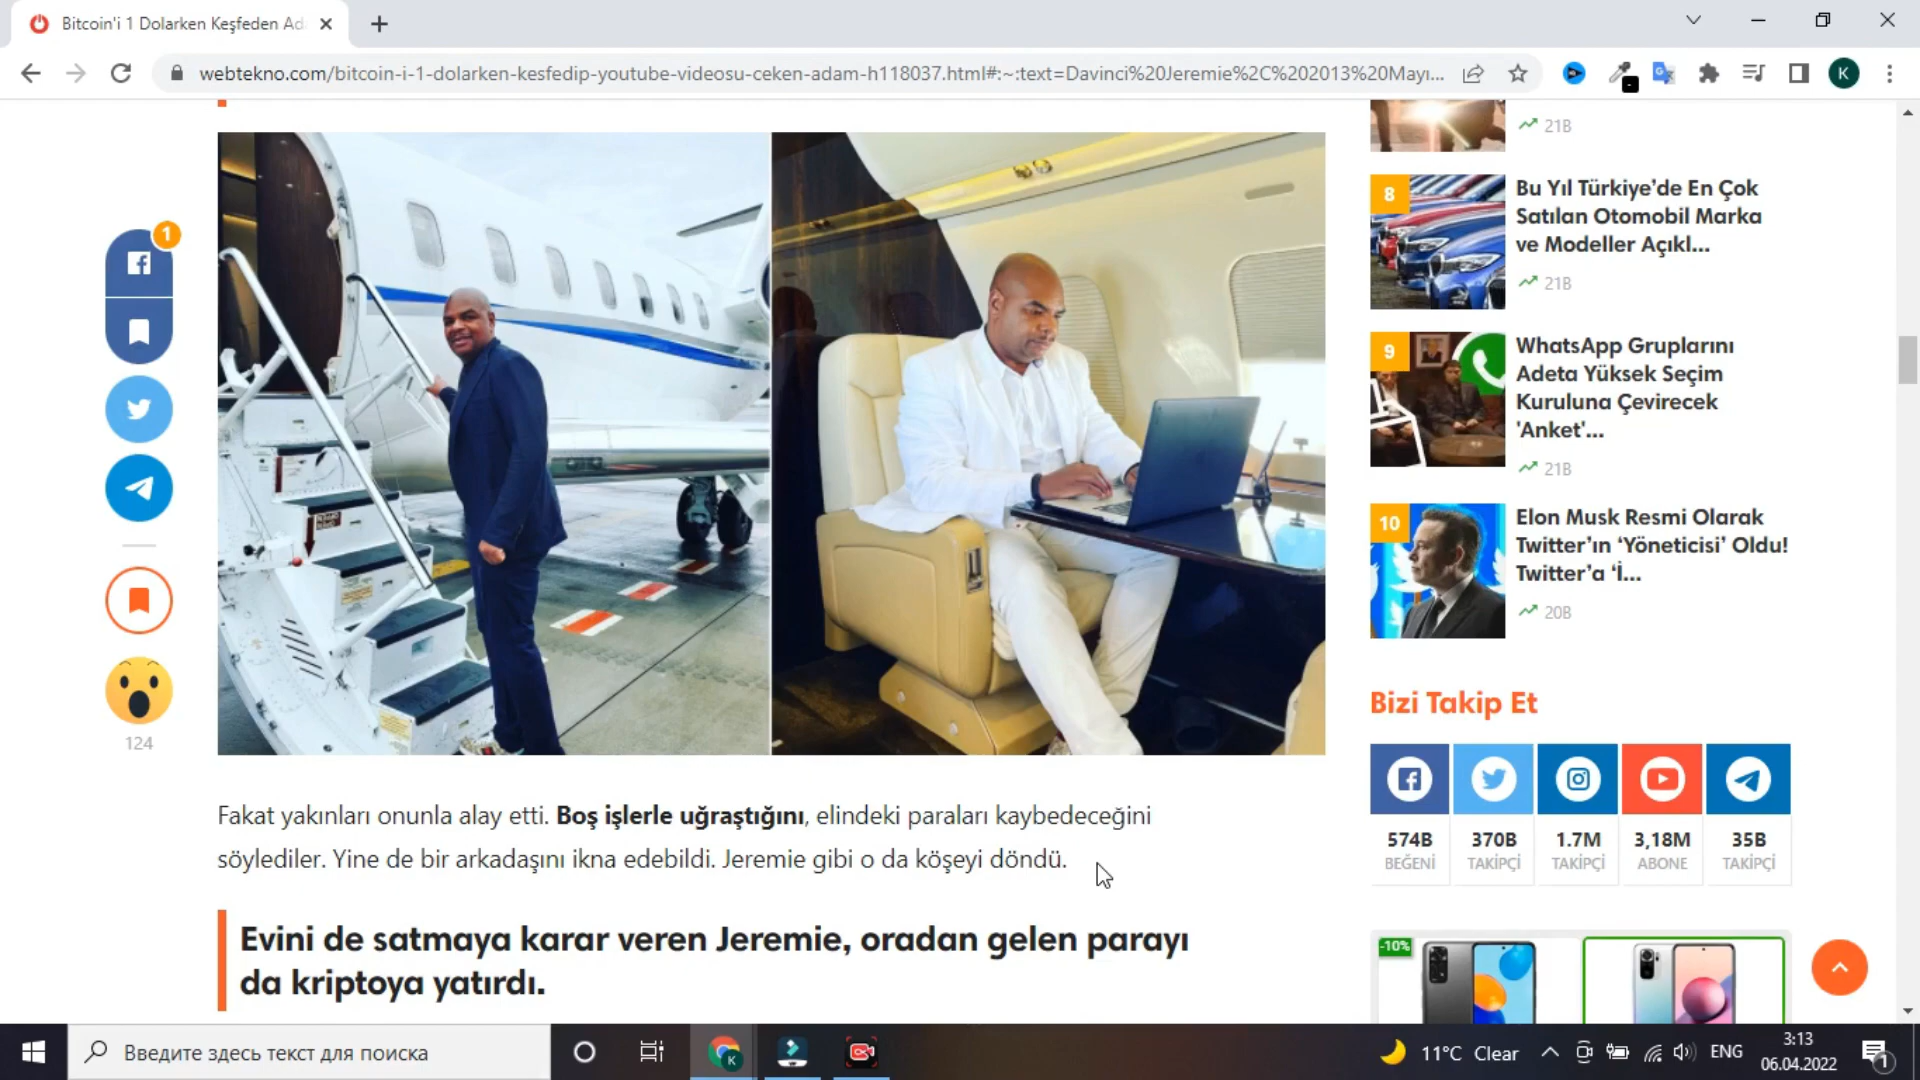 Bitcoin'i 1 Dolarken Keşfeden Ad
webtekno.com/bitcoin-i-1-dolarken-kesfedip-youtube-videosu-ceken-adam-h118037.html#:~:text=Davinci%20Jeremie%2C%202013%20Mayı...
K
1
124
Fakat yakınları onunla alay etti. Boş işlerle uğraştığını, elindeki paraları kaybedeceğini
söylediler. Yine de bir arkadaşını ikna edebildi. Jeremie gibi o da köşeyi döndü.
Evini de satmaya karar veren Jeremie, oradan gelen parayı
da kriptoya yatırdı.
21B
8
Bu Yıl Türkiye'de En Çok
Satılan Otomobil Marka
ve Modeller Açıkl...
21B
9
WhatsApp Gruplarını
Adeta Yüksek Seçim
Kuruluna Çevirecek
'Anket'...
21B
10
Elon Musk Resmi Olarak
Twitter'ın ‘Yöneticisi’ Oldu!
Twitter'a ‘İ...
20B
Bizi Takip Et
574B 370B 1.7M 3,18M 35B
BEĞENİ TAKİPÇİ TAKİPÇİ ABONE TAKİPÇİ
-10%
Введите здесь текст для поиска
K
11°C Clear
ENG
3:13
06.04.2022
1